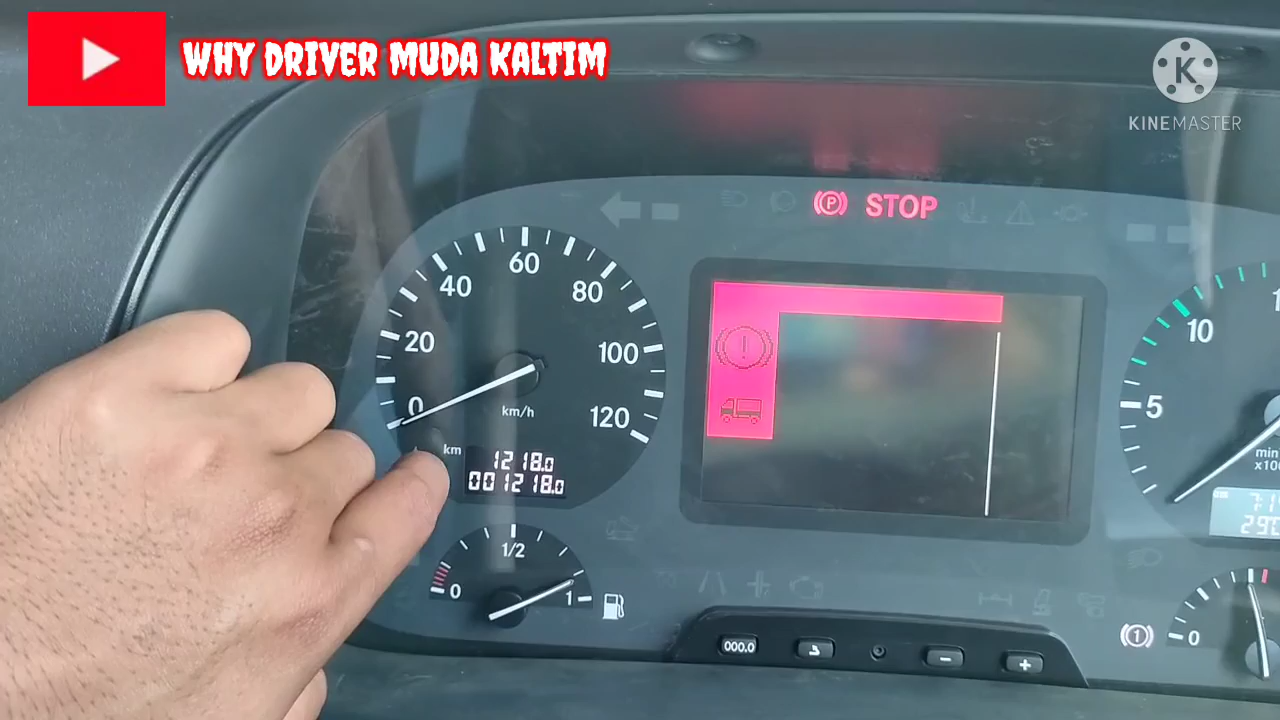 WHY DRIVER MUDA KALTIM
K
KINEMASTER
P STOP
60
40
80
20
100
0
120
km/h
km
1218.0
001218.0
1/2
0
1
10
5
min
000.0
-
+
1
0